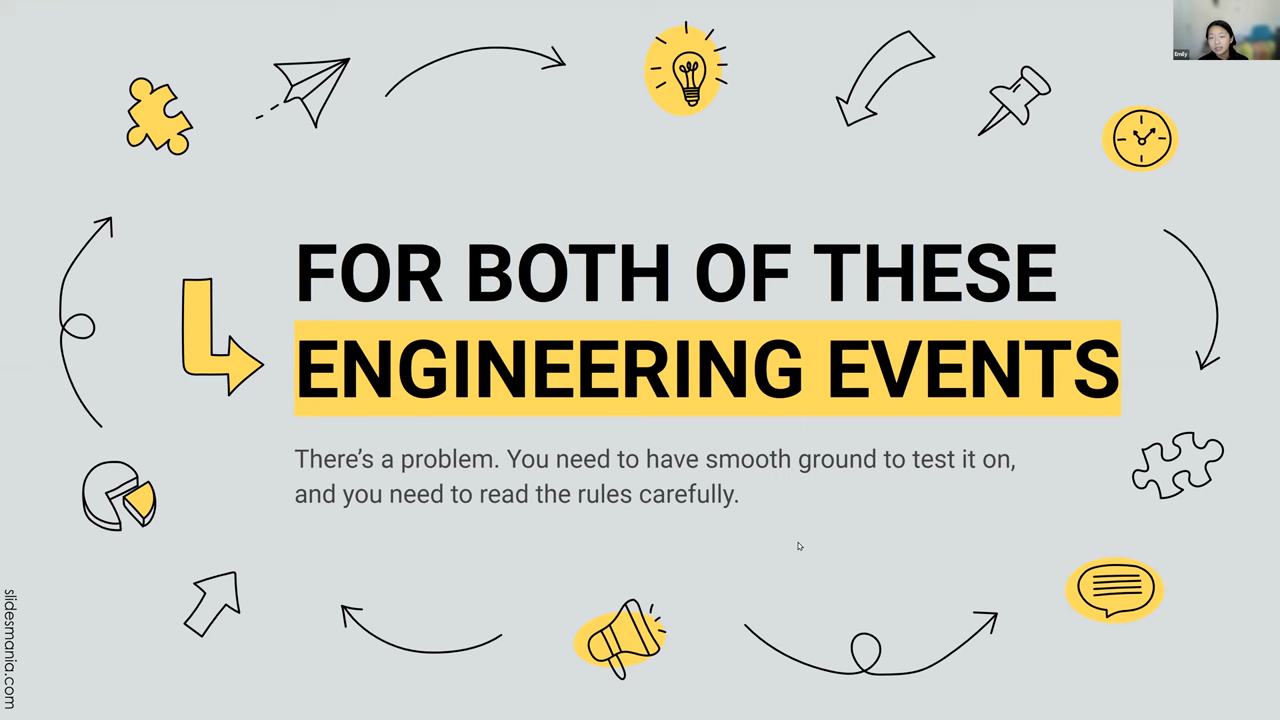 Emily
FOR BOTH OF THESE
ENGINEERING EVENTS
There's a problem. You need to have smooth ground to test it on,
and you need to read the rules carefully.
slidesmania.com